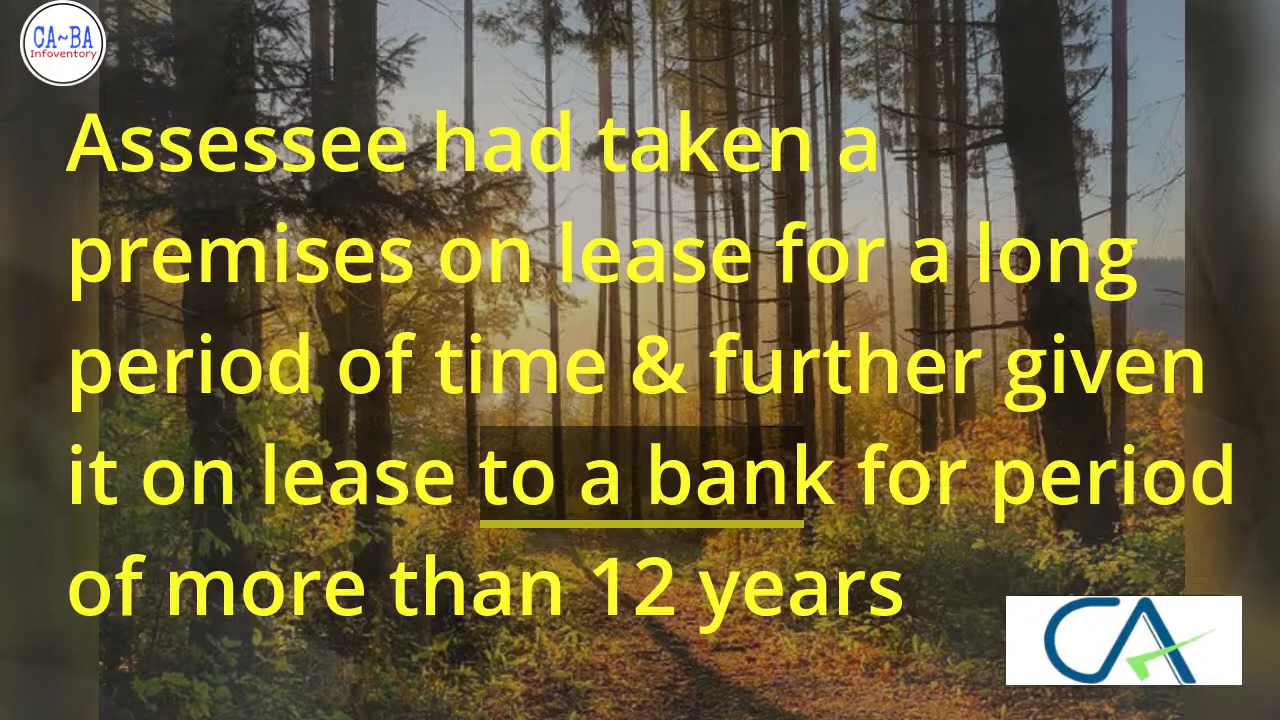 CA~BA
Infoventory
Assessee had taken a
premises on lease for a long
period of time & further given
it on lease to a bank for period
of more than 12 years
CA